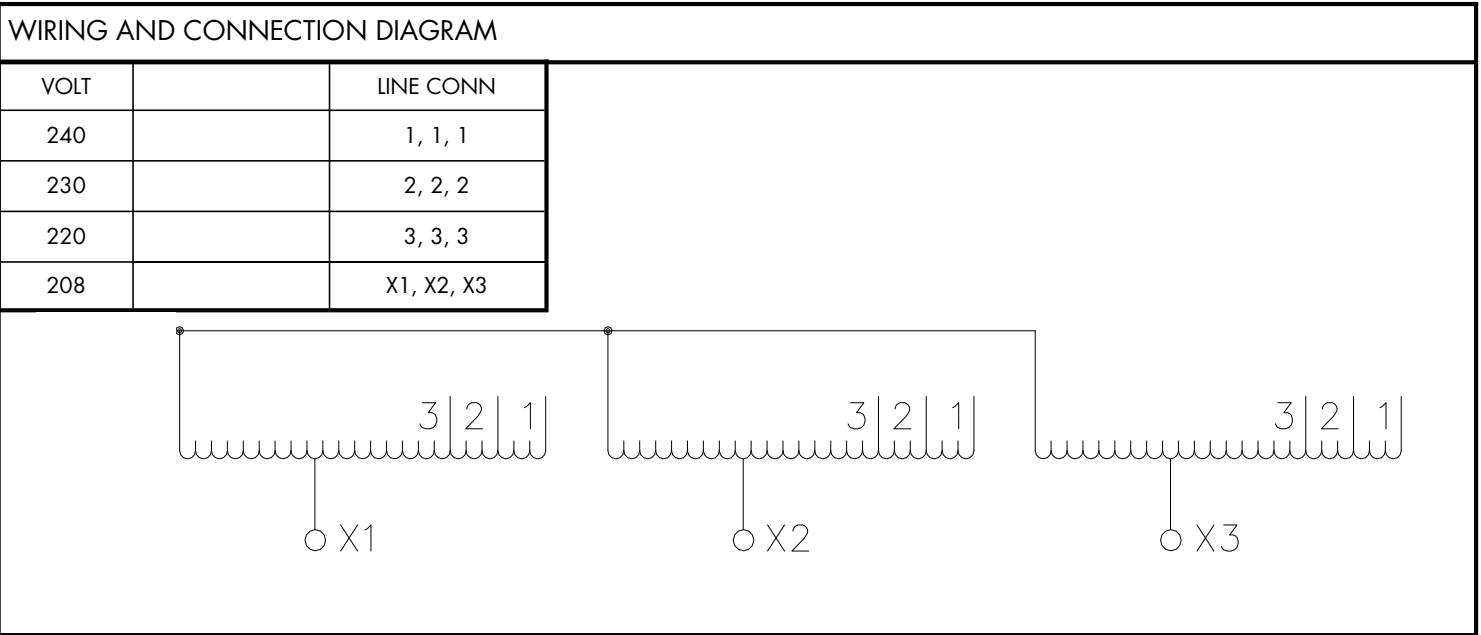 WIRING AND CONNECTION DIAGRAM
VOLT LINE CONN
240 1, 1, 1
230 2, 2, 2
220 3, 3, 3
208 X1, X2, X3
3 2 1 3 2 1 3 2 1
X1 X2 X3